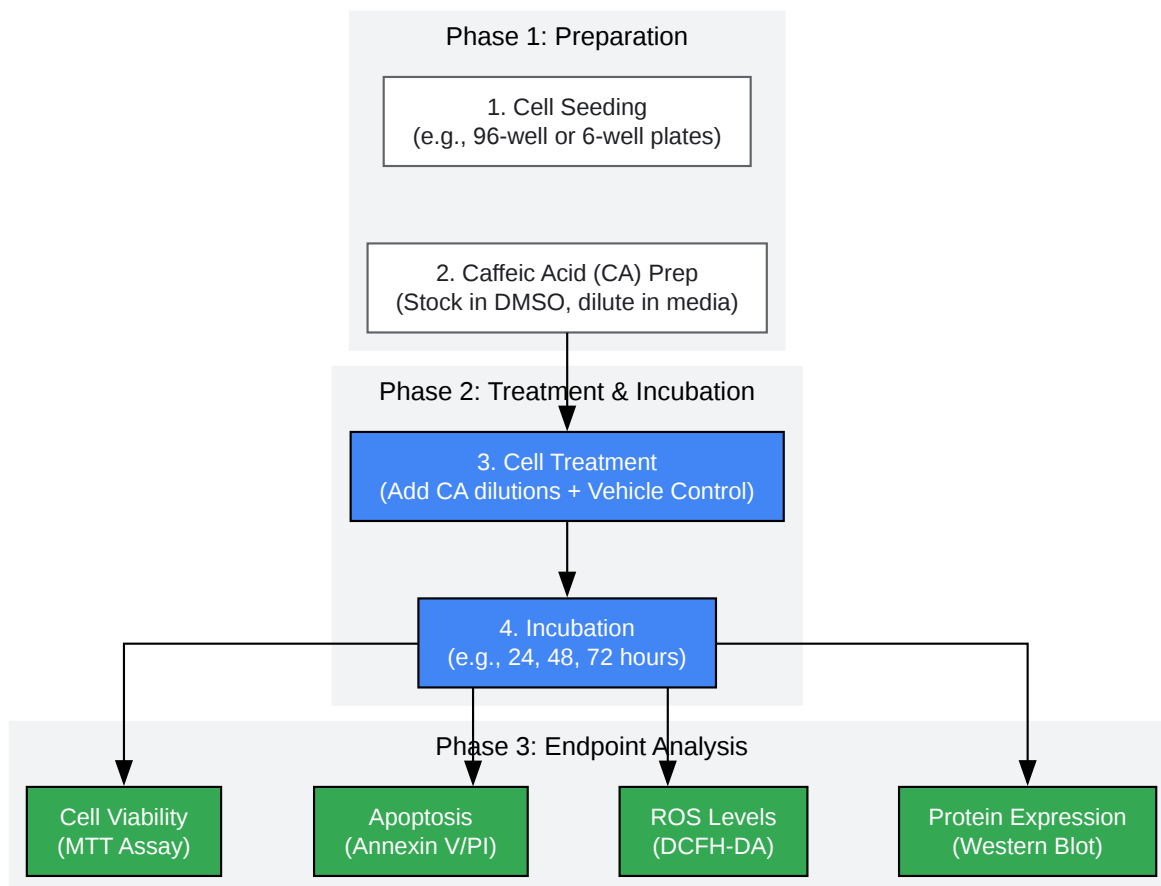 Phase 1: Preparation
1. Cell Seeding
(e.g., 96-well or 6-well plates)
2. Caffeic Acid (CA) Prep
(Stock in DMSO, dilute in media)
Phase 2: Treatment & Incubation
3. Cell Treatment
(Add CA dilutions + Vehicle Control)
4. Incubation
(e.g., 24, 48, 72 hours)
Phase 3: Endpoint Analysis
Cell Viability
(MTT Assay)
Apoptosis
(Annexin V/PI)
ROS Levels
(DCFH-DA)
Protein Expression
(Western Blot)